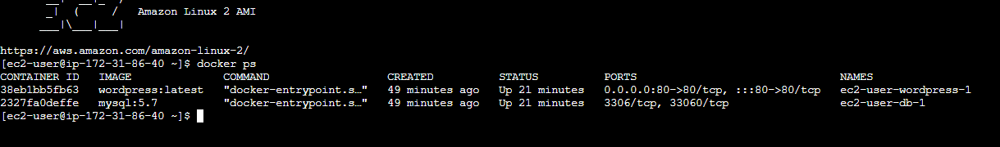 __|  __|_  )
_|  (     /   Amazon Linux 2 AMI
___|\___|___|
https://aws.amazon.com/amazon-linux-2/
[ec2-user@ip-172-31-86-40 ~]$ docker ps
CONTAINER ID   IMAGE              COMMAND                  CREATED          STATUS          PORTS                               NAMES
38eb1bb5fb63   wordpress:latest   "docker-entrypoint.s…"   49 minutes ago   Up 21 minutes   0.0.0.0:80->80/tcp, :::80->80/tcp   ec2-user-wordpress-1
2327fa0deffe   mysql:5.7          "docker-entrypoint.s…"   49 minutes ago   Up 21 minutes   3306/tcp, 33060/tcp                 ec2-user-db-1
[ec2-user@ip-172-31-86-40 ~]$